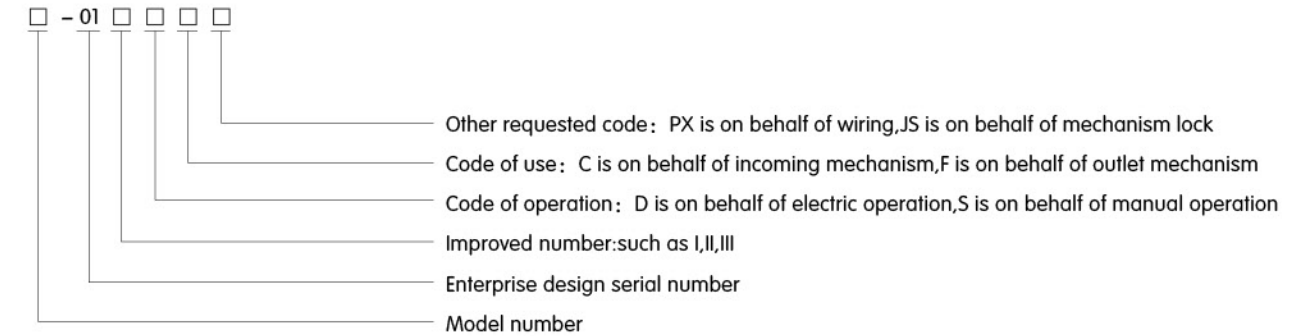 □ – 01 □ □ □ □
Other requested code：PX is on behalf of wiring,JS is on behalf of mechanism lock
Code of use：C is on behalf of incoming mechanism,F is on behalf of outlet mechanism
Code of operation：D is on behalf of electric operation,S is on behalf of manual operation
Improved number:such as I,II,III
Enterprise design serial number
Model number